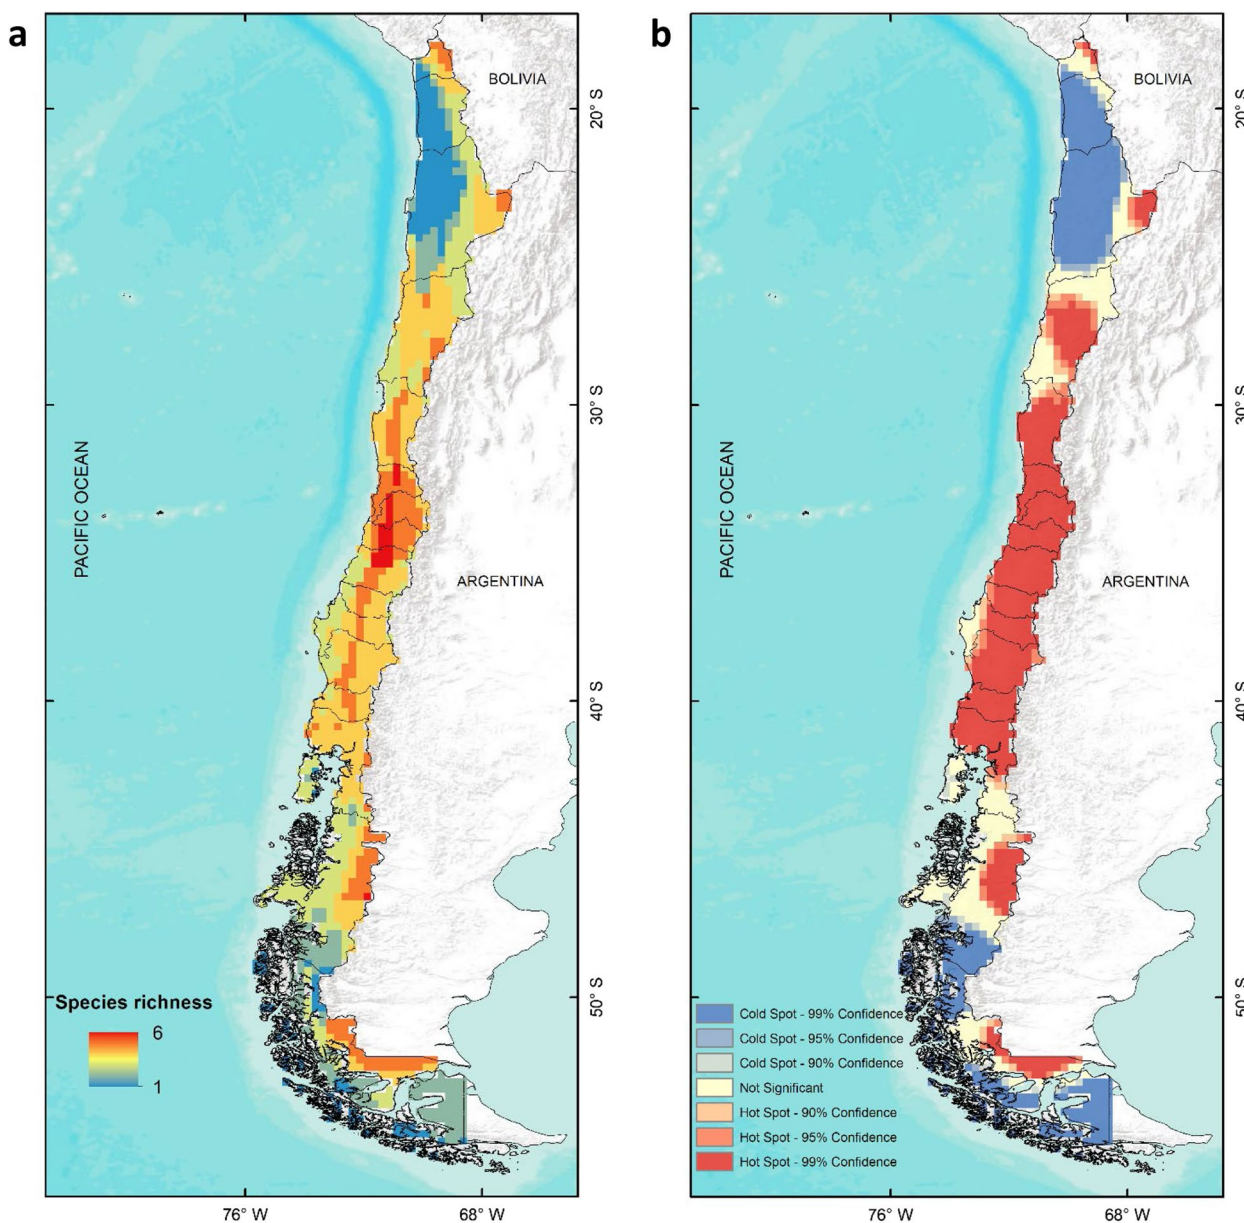 a
BOLIVIA
20° S
30° S
PACIFIC OCEAN
ARGENTINA
40° S
50° S
Species richness
6
1
76° W
68° W
b
BOLIVIA
20° S
30° S
PACIFIC OCEAN
ARGENTINA
40° S
50° S
Cold Spot - 99% Confidence
Cold Spot - 95% Confidence
Cold Spot - 90% Confidence
Not Significant
Hot Spot - 90% Confidence
Hot Spot - 95% Confidence
Hot Spot - 99% Confidence
76° W
68° W